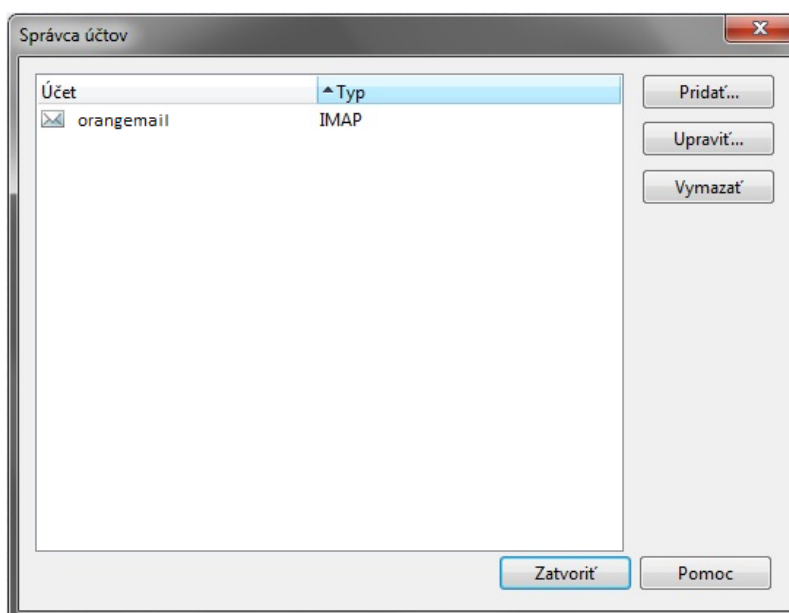 Správca účtov
Účet Typ
orangemail IMAP
Pridať...
Upraviť...
Vymazať
Zatvoriť Pomoc